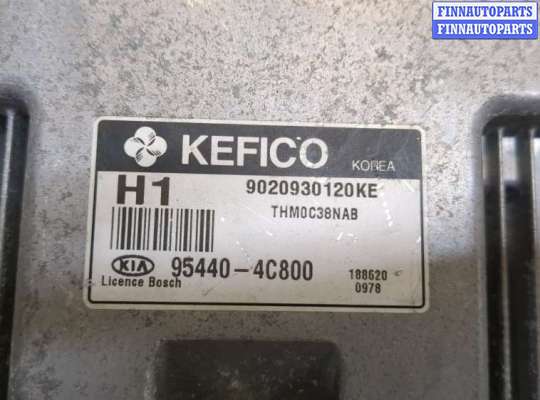 FINNAUTOPARTS
FINNAUTOPARTS
KEFICO KOREA
H1 9020930120KE
THM0C38NAB
KIA 95440-4C800 188620
Licence Bosch 0978